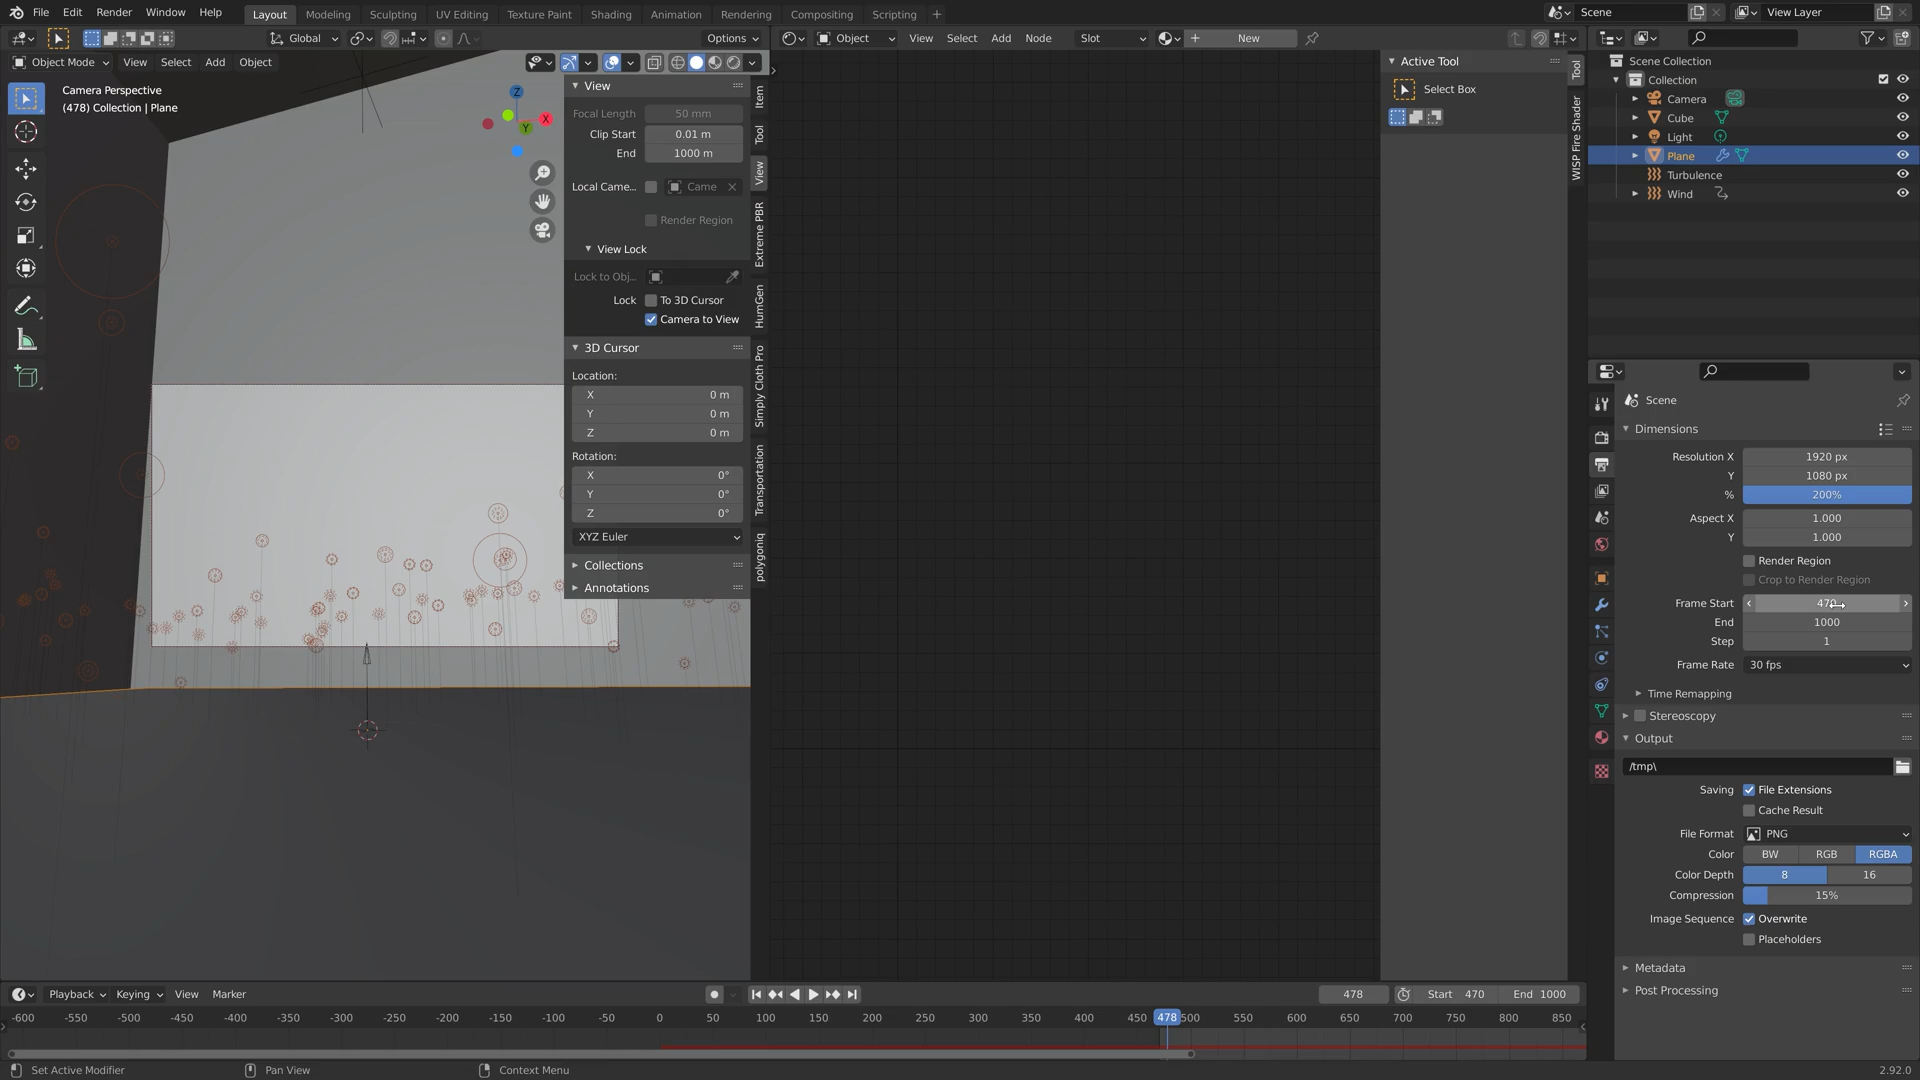 File Edit Render Window Help Layout Modeling Sculpting UV Editing Texture Paint Shading Animation Rendering Compositing Scripting + Scene View Layer
Global Options Object View Select Add Node Slot New
Object Mode View Select Add Object
Camera Perspective
(478) Collection | Plane
Z
X
Y
View
Focal Length 50 mm
Clip Start 0.01 m
End 1000 m
Local Came... Came
Render Region
View Lock
Lock to Obj...
Lock To 3D Cursor
Camera to View
3D Cursor
Location:
X 0 m
Y 0 m
Z 0 m
Rotation:
X 0°
Y 0°
Z 0°
XYZ Euler
Collections
Annotations
Item
Tool
View
Extreme PBR
HumGen
Simply Cloth Pro
Transportation
polygoniq
Active Tool
Select Box
Tool
WISP Fire Shader
Scene Collection
Collection
Camera
Cube
Light
Plane
Turbulence
Wind
Scene
Dimensions
Resolution X 1920 px
Y 1080 px
% 200%
Aspect X 1.000
Y 1.000
Render Region
Crop to Render Region
Frame Start 470
End 1000
Step 1
Frame Rate 30 fps
Time Remapping
Stereoscopy
Output
/tmp\
Saving File Extensions
Cache Result
File Format PNG
Color BW RGB RGBA
Color Depth 8 16
Compression 15%
Image Sequence Overwrite
Placeholders
Metadata
Post Processing
Playback Keying View Marker 478 Start 470 End 1000
-600 -550 -500 -450 -400 -350 -300 -250 -200 -150 -100 -50 0 50 100 150 200 250 300 350 400 450 478 500 550 600 650 700 750 800 850
Set Active Modifier Pan View Context Menu 2.92.0